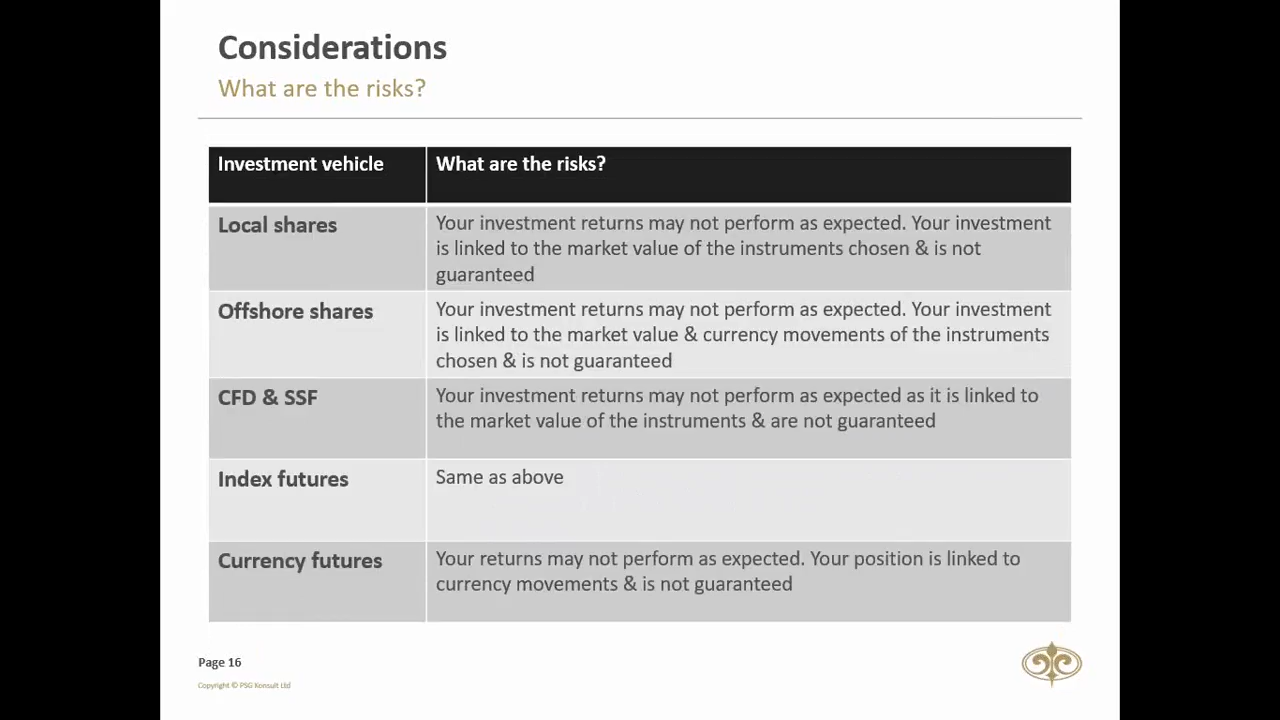 Considerations
What are the risks?
Investment vehicle
What are the risks?
Local shares
Your investment returns may not perform as expected. Your investment
is linked to the market value of the instruments chosen & is not
guaranteed
Offshore shares
Your investment returns may not perform as expected. Your investment
is linked to the market value & currency movements of the instruments
chosen & is not guaranteed
CFD & SSF
Your investment returns may not perform as expected as it is linked to
the market value of the instruments & are not guaranteed
Index futures
Same as above
Currency futures
Your returns may not perform as expected. Your position is linked to
currency movements & is not guaranteed
Page 16
Copyright © PSG Konsult Ltd